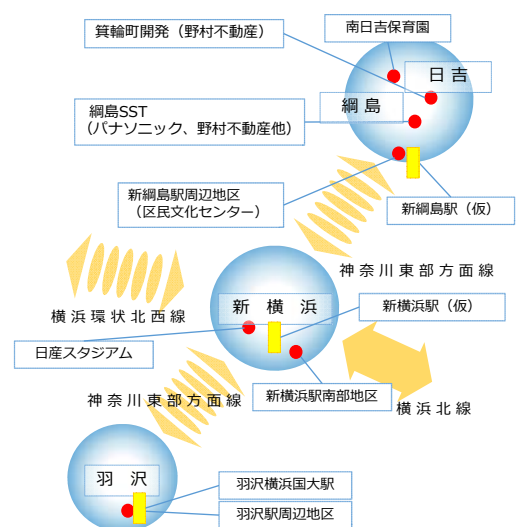 南日吉保育園
箕輪町開発（野村不動産）
日吉
綱島
綱島SST
（パナソニック、野村不動産他）
新綱島駅周辺地区
（区民文化センター）
新綱島駅（仮）
神奈川東部方面線
新横浜
新横浜駅（仮）
横浜環状北西線
日産スタジアム
新横浜駅南部地区
神奈川東部方面線
横浜北線
羽沢
羽沢横浜国大駅
羽沢駅周辺地区